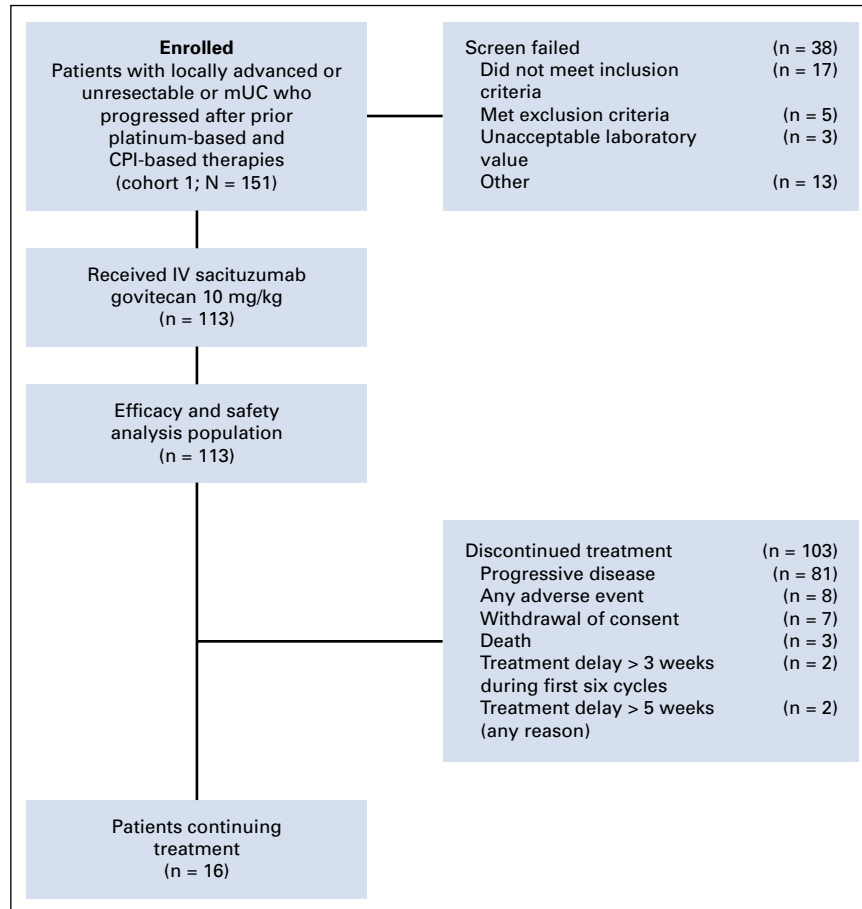 Enrolled
Patients with locally advanced or
unresectable or mUC who
progressed after prior
platinum-based and
CPI-based therapies
(cohort 1; N = 151)
Screen failed (n = 38)
Did not meet inclusion (n = 17)
criteria
Met exclusion criteria (n = 5)
Unacceptable laboratory (n = 3)
value
Other (n = 13)
Received IV sacituzumab
govitecan 10 mg/kg
(n = 113)
Efficacy and safety
analysis population
(n = 113)
Discontinued treatment (n = 103)
Progressive disease (n = 81)
Any adverse event (n = 8)
Withdrawal of consent (n = 7)
Death (n = 3)
Treatment delay > 3 weeks (n = 2)
during first six cycles
Treatment delay > 5 weeks (n = 2)
(any reason)
Patients continuing
treatment
(n = 16)